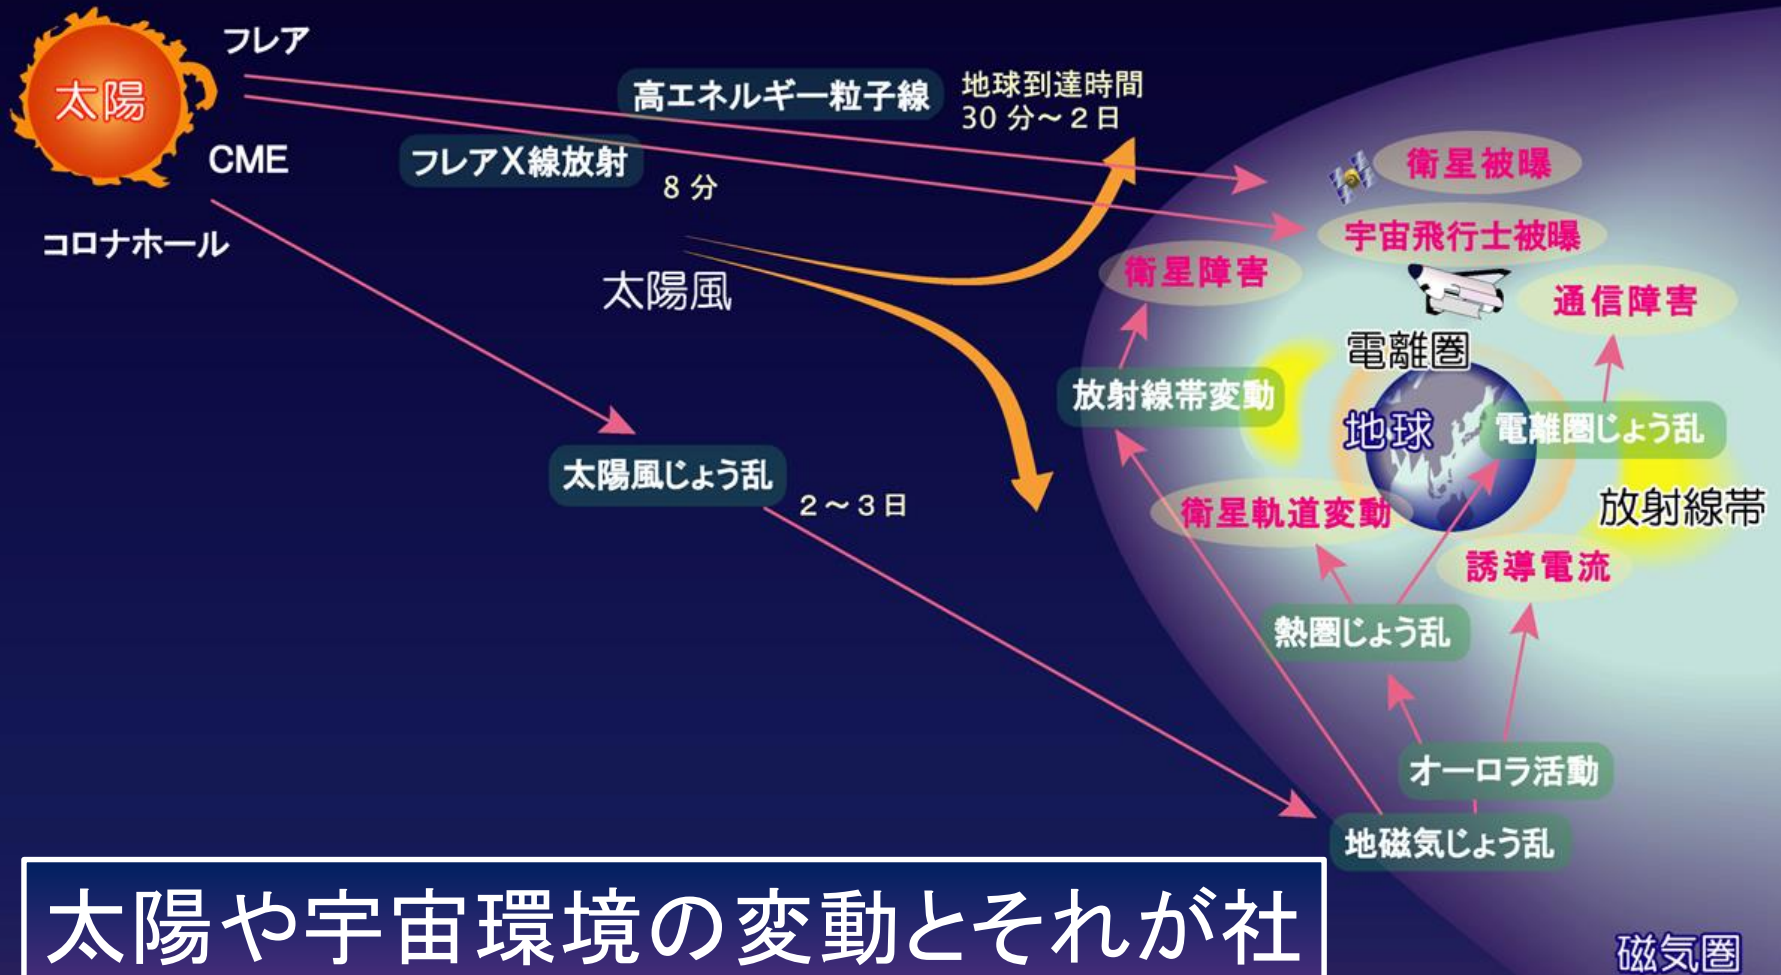 フレア
太陽
高エネルギー粒子線
地球到達時間
30 分～2 日
CME
フレアX線放射
8 分
衛星被曝
コロナホール
宇宙飛行士被曝
衛星障害
太陽風
通信障害
電離圏
放射線帯変動
地球
電離圏じょう乱
太陽風じょう乱
2～3日
衛星軌道変動
放射線帯
誘導電流
熱圏じょう乱
オーロラ活動
地磁気じょう乱
太陽や宇宙環境の変動とそれが社
磁気圏